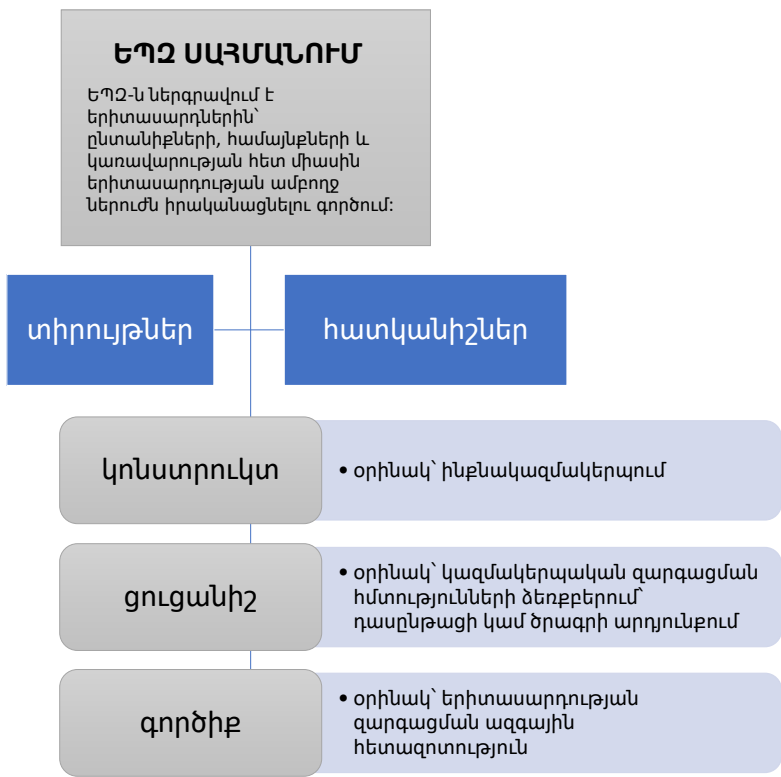 ԵՊԶ ՍԱՀՄԱՆՈՒՄ
ԵՊԶ-ն ներգրավում է
երիտասարդներին՝
ընտանիքների, համայնքների և
կառավարության հետ միասին
երիտասարդության ամբողջ
ներուժն իրականացնելու գործում:
տիրույթներ
հատկանիշներ
կոնստրուկտ
• օրինակ՝ ինքնակազմակերպում
ցուցանիշ
• օրինակ՝ կազմակերպական զարգացման
հմտությունների ձեռքբերում՝
դասընթացի կամ ծրագրի արդյունքում
գործիք
• օրինակ՝ երիտասարդության
զարգացման ազգային
հետազոտություն